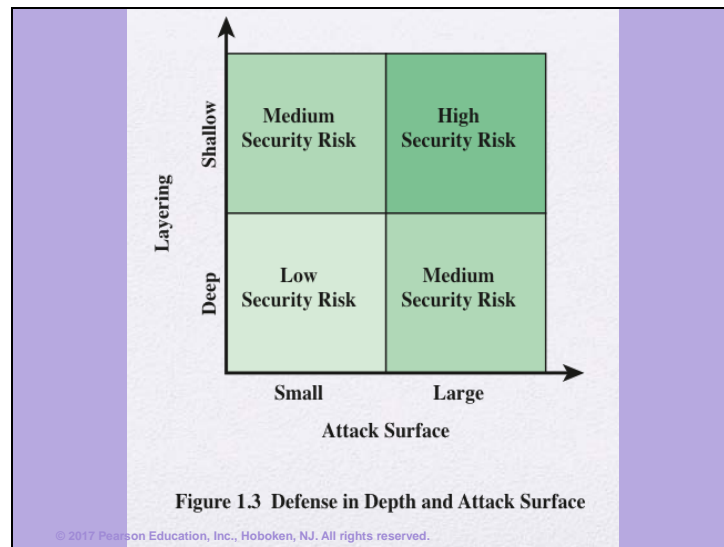 Layering
Shallow
Medium
Security Risk
High
Security Risk
Deep
Low
Security Risk
Medium
Security Risk
Small
Large
Attack Surface
Figure 1.3 Defense in Depth and Attack Surface
© 2017 Pearson Education, Inc., Hoboken, NJ. All rights reserved.